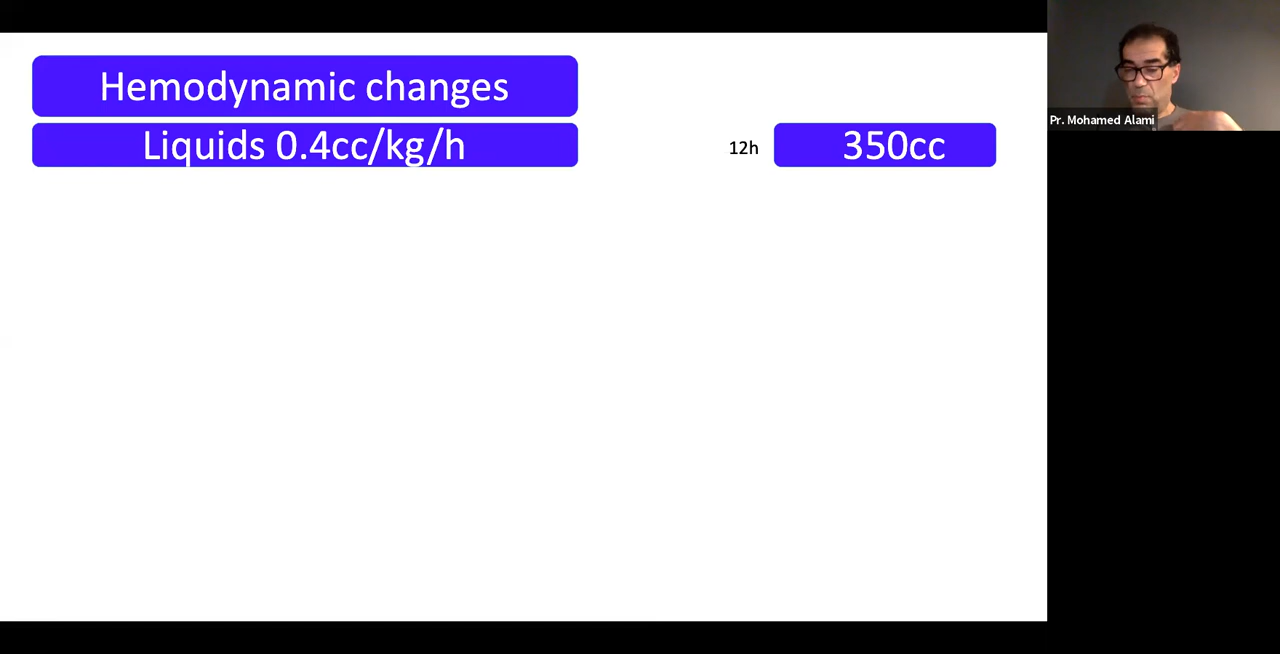 Hemodynamic changes
Liquids 0.4cc/kg/h
12h
350cc
Pr. Mohamed Alami